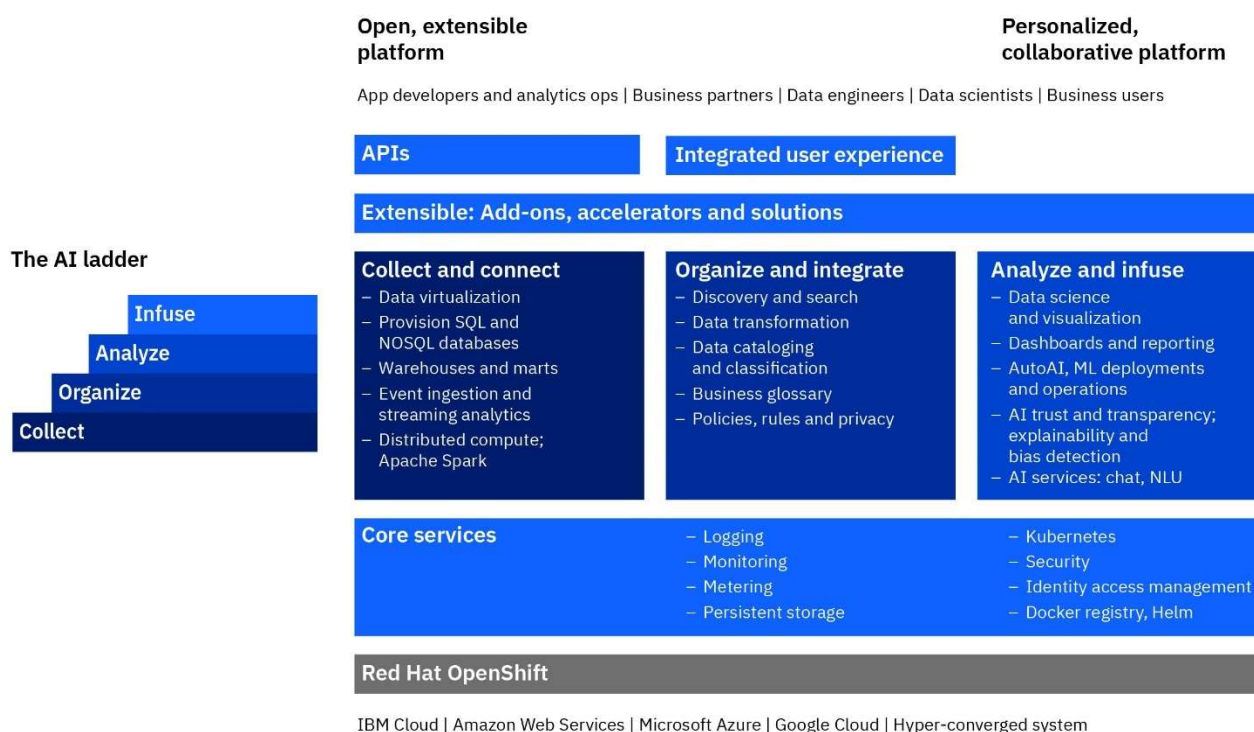 Open, extensible
platform
Personalized,
collaborative platform
App developers and analytics ops | Business partners | Data engineers | Data scientists | Business users
APIs
Integrated user experience
Extensible: Add-ons, accelerators and solutions
The AI ladder
Infuse
Analyze
Organize
Collect
Collect and connect
– Data virtualization
– Provision SQL and
NOSQL databases
– Warehouses and marts
– Event ingestion and
streaming analytics
– Distributed compute;
Apache Spark
Organize and integrate
– Discovery and search
– Data transformation
– Data cataloging
and classification
– Business glossary
– Policies, rules and privacy
Analyze and infuse
– Data science
and visualization
– Dashboards and reporting
– AutoAI, ML deployments
and operations
– AI trust and transparency;
explainability and
bias detection
– AI services: chat, NLU
Core services
– Logging
– Monitoring
– Metering
– Persistent storage
– Kubernetes
– Security
– Identity access management
– Docker registry, Helm
Red Hat OpenShift
IBM Cloud | Amazon Web Services | Microsoft Azure | Google Cloud | Hyper-converged system